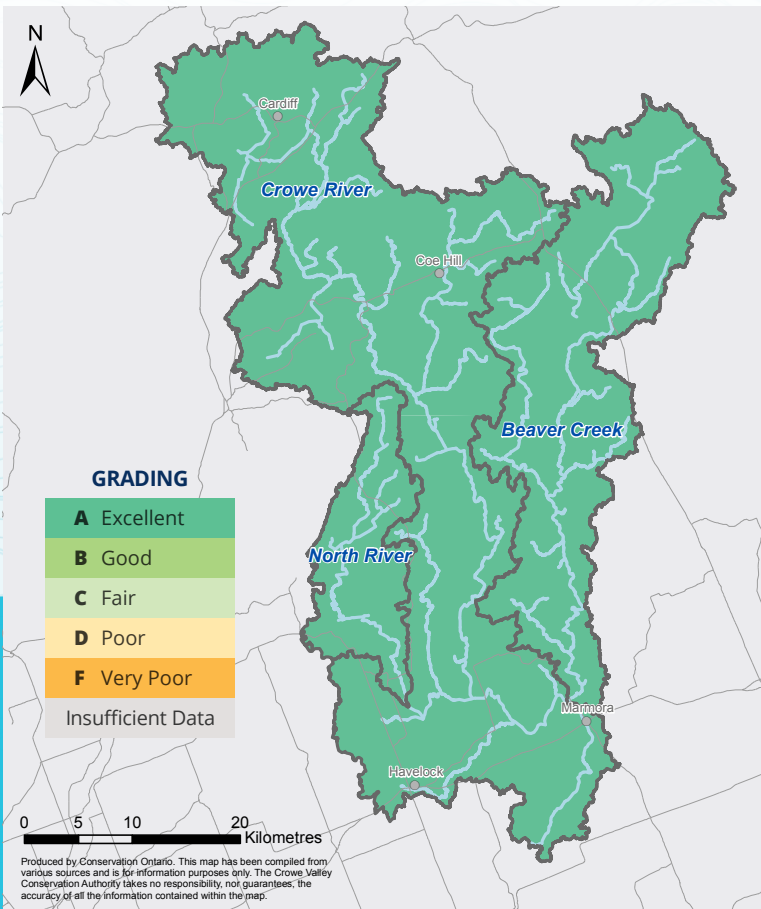 N
Cardiff
Crowe River
Coe Hill
Beaver Creek
GRADING
A Excellent
B Good
C Fair
D Poor
F Very Poor
Insufficient Data
North River
Marmora
Havelock
0 5 10 20
Kilometres
Produced by Conservation Ontario. This map has been compiled from
various sources and is for information purposes only. The Crowe Valley
Conservation Authority takes no responsibility, nor guarantees, the
accuracy of all the information contained within the map.